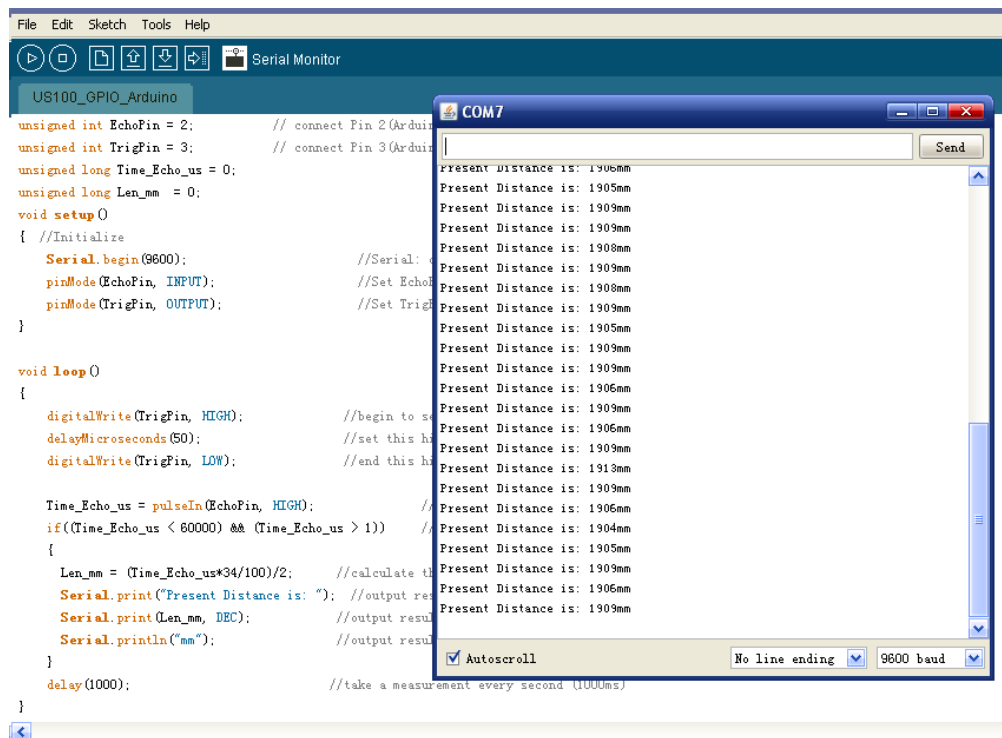 File Edit Sketch Tools Help
Serial Monitor
US100_GPIO_Arduino
unsigned int EchoPin = 2; // connect Pin 2(Arduin
unsigned int TrigPin = 3; // connect Pin 3(Arduin
unsigned long Time_Echo_us = 0;
unsigned long Len_mm = 0;
void setup()
{ //Initialize
Serial.begin(9600); //Serial:
pinMode(EchoPin, INPUT); //Set Echo
pinMode(TrigPin, OUTPUT); //Set Trig
}
void loop()
{
digitalWrite(TrigPin, HIGH); //begin to se
delayMicroseconds(50); //set this hi
digitalWrite(TrigPin, LOW); //end this hi
Time_Echo_us = pulseIn(EchoPin, HIGH); //
if((Time_Echo_us < 60000) && (Time_Echo_us > 1)) //
{
Len_mm = (Time_Echo_us*34/100)/2; //calculate th
Serial.print("Present Distance is: "); //output res
Serial.print(Len_mm, DEC); //output resul
Serial.println("mm"); //output resul
}
delay(1000); //take a measurement every second (1000ms)
}
COM7
Send
Present Distance is: 1906mm
Present Distance is: 1905mm
Present Distance is: 1909mm
Present Distance is: 1909mm
Present Distance is: 1908mm
Present Distance is: 1909mm
Present Distance is: 1908mm
Present Distance is: 1909mm
Present Distance is: 1905mm
Present Distance is: 1909mm
Present Distance is: 1909mm
Present Distance is: 1906mm
Present Distance is: 1909mm
Present Distance is: 1906mm
Present Distance is: 1909mm
Present Distance is: 1913mm
Present Distance is: 1909mm
Present Distance is: 1906mm
Present Distance is: 1904mm
Present Distance is: 1905mm
Present Distance is: 1909mm
Present Distance is: 1906mm
Present Distance is: 1909mm
Autoscroll
No line ending
9600 baud